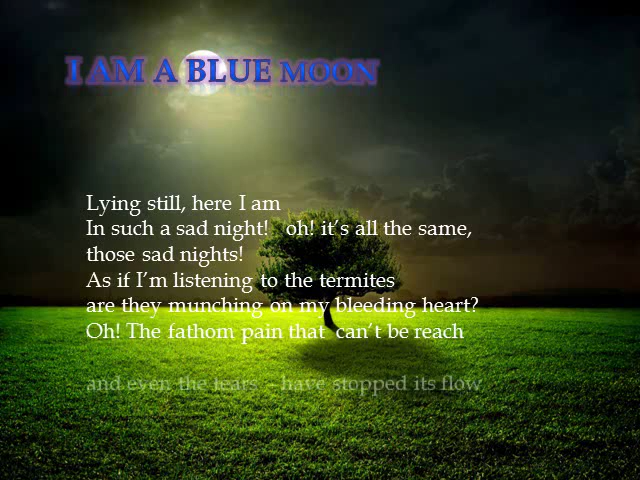 I AM A BLUE MOON
Lying still, here I am
In such a sad night!   oh! it's all the same,
those sad nights!
As if I'm listening to the termites
are they munching on my bleeding heart?
Oh! The fathom pain that  can't be reach
and even the tears – have stopped its flow